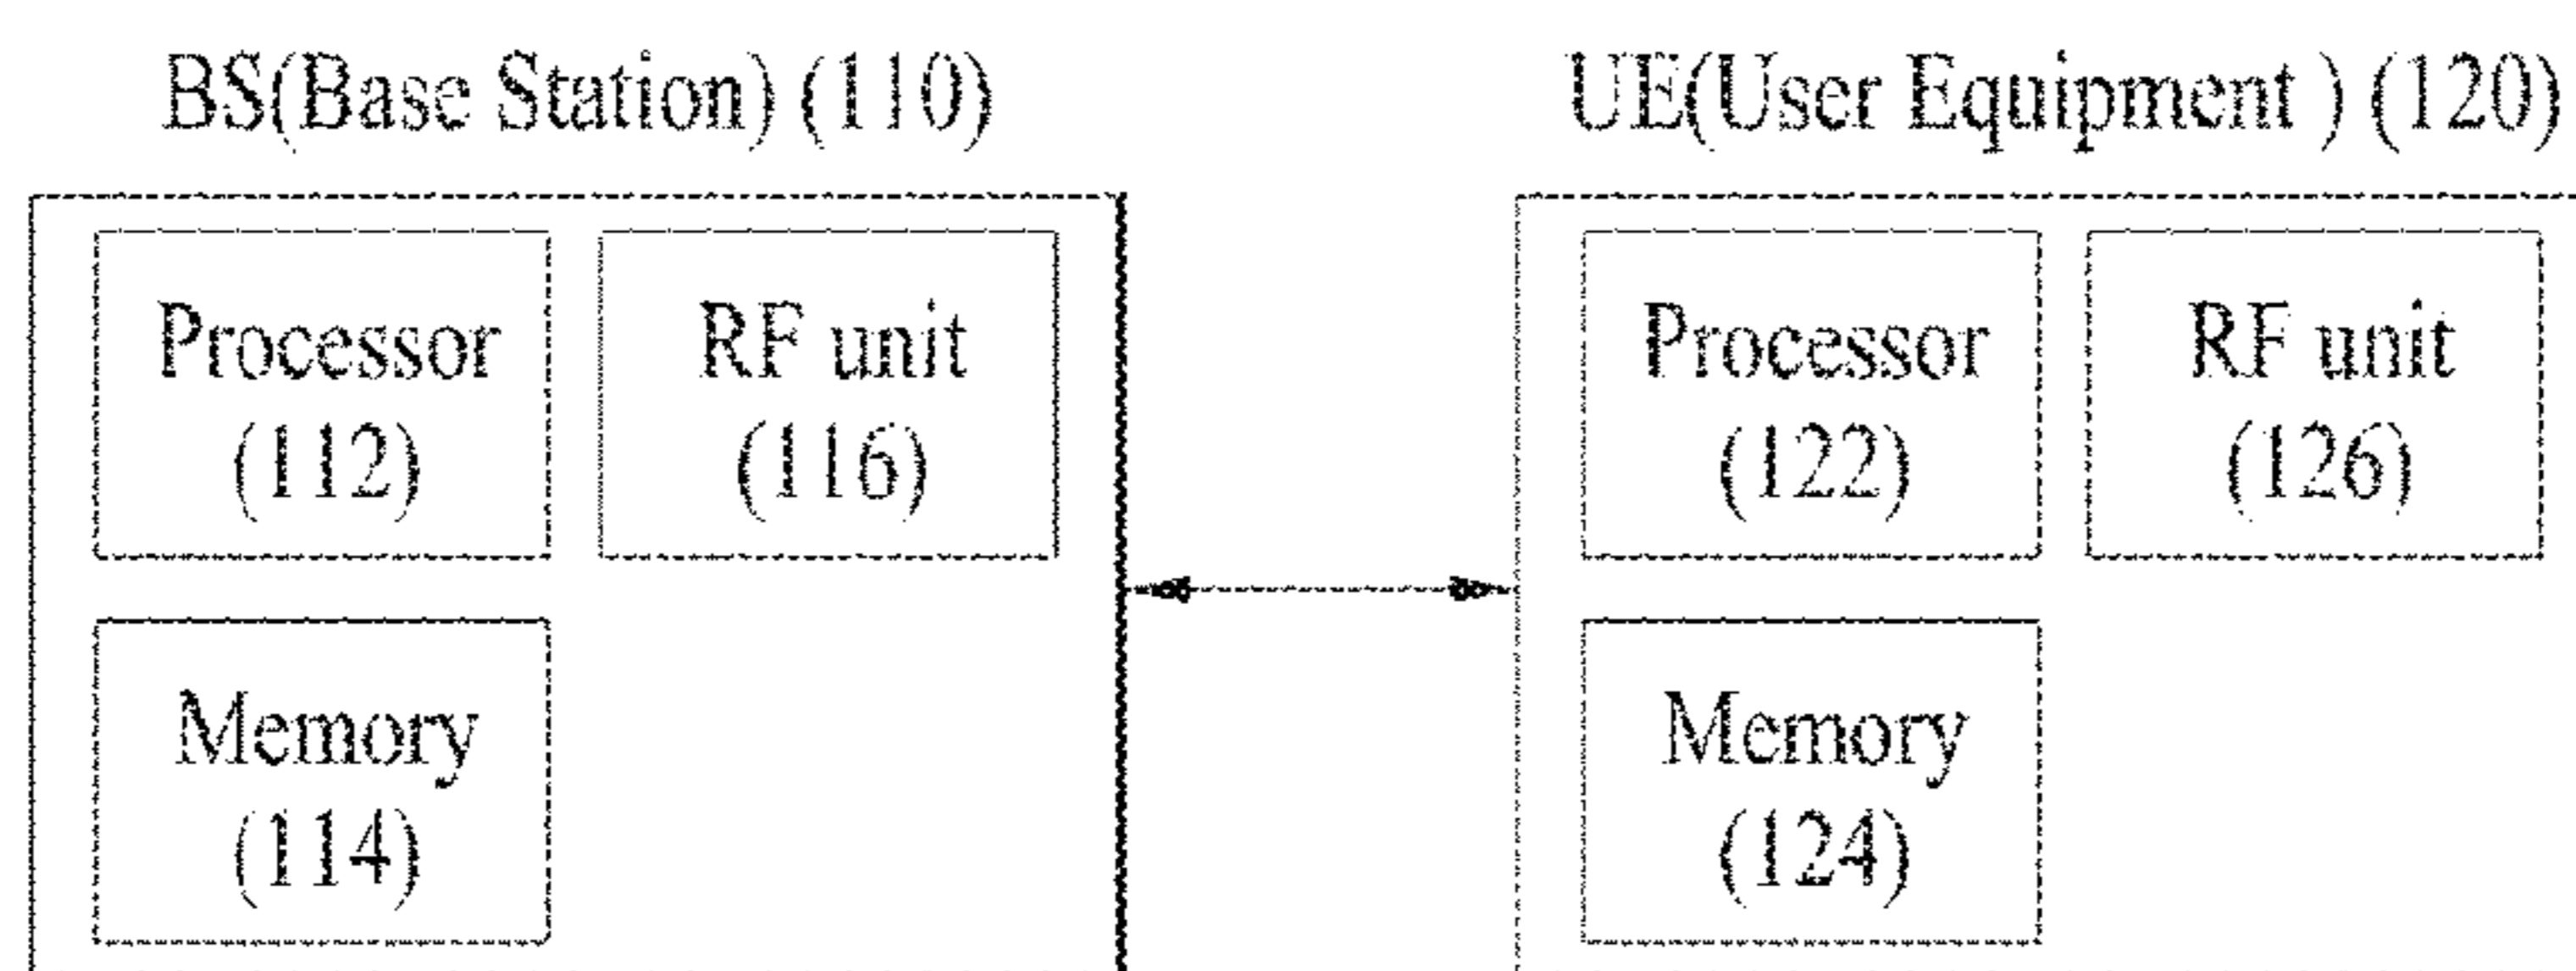 BS(Base Station) (110)
UE(User Equipment ) (120)
Processor
(112)
RF unit
(116)
Memory
(114)
Processor
(122)
RF unit
(126)
Memory
(124)